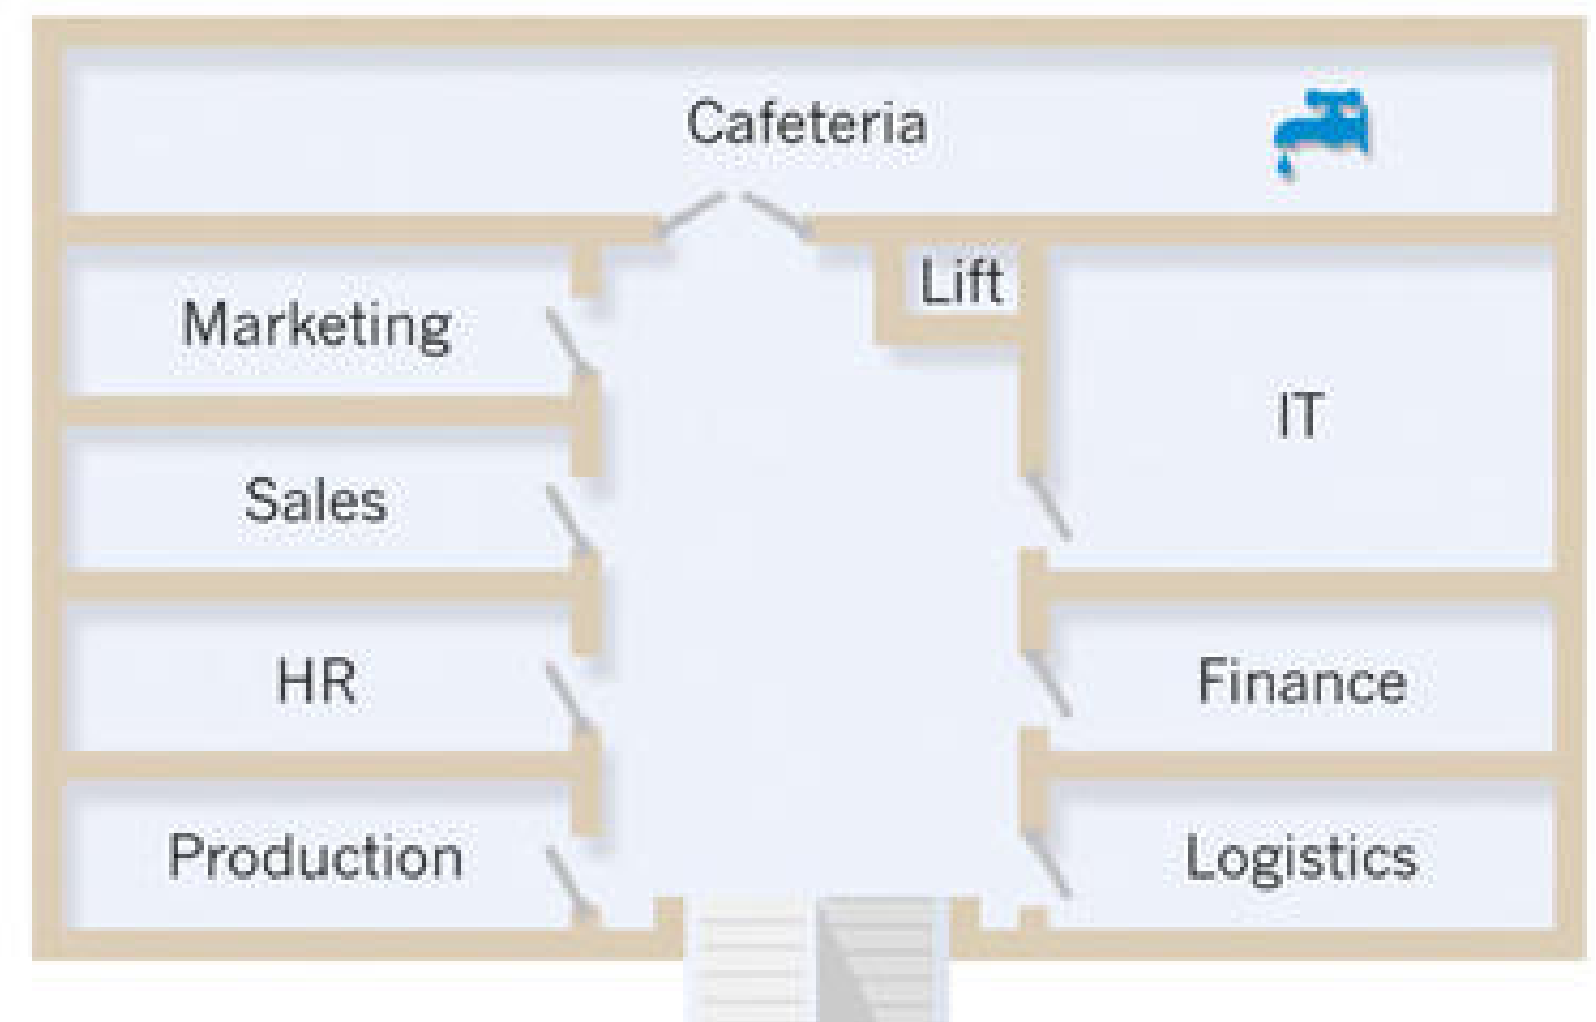 Cafeteria
Lift
Marketing
IT
Sales
HR
Finance
Production
Logistics